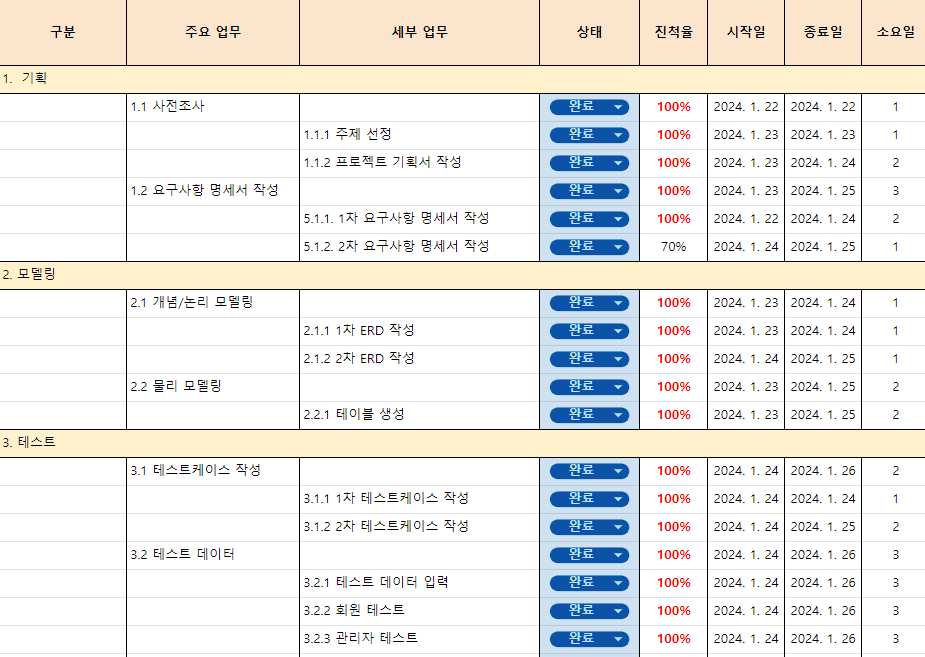 구분 주요 업무 세부 업무 상태 진척율 시작일 종료일 소요일
1. 기획
1.1 사전조사 완료 100% 2024. 1. 22 2024. 1. 22 1
1.1.1 주제 선정 완료 100% 2024. 1. 23 2024. 1. 23 1
1.1.2 프로젝트 기획서 작성 완료 100% 2024. 1. 23 2024. 1. 24 2
1.2 요구사항 명세서 작성 완료 100% 2024. 1. 23 2024. 1. 25 3
5.1.1. 1차 요구사항 명세서 작성 완료 100% 2024. 1. 22 2024. 1. 24 2
5.1.2. 2차 요구사항 명세서 작성 완료 70% 2024. 1. 24 2024. 1. 25 1
2. 모델링
2.1 개념/논리 모델링 완료 100% 2024. 1. 23 2024. 1. 24 1
2.1.1 1차 ERD 작성 완료 100% 2024. 1. 23 2024. 1. 24 1
2.1.2 2차 ERD 작성 완료 100% 2024. 1. 24 2024. 1. 25 1
2.2 물리 모델링 완료 100% 2024. 1. 23 2024. 1. 25 2
2.2.1 테이블 생성 완료 100% 2024. 1. 23 2024. 1. 25 2
3. 테스트
3.1 테스트케이스 작성 완료 100% 2024. 1. 24 2024. 1. 26 2
3.1.1 1차 테스트케이스 작성 완료 100% 2024. 1. 24 2024. 1. 24 1
3.1.2 2차 테스트케이스 작성 완료 100% 2024. 1. 24 2024. 1. 25 2
3.2 테스트 데이터 완료 100% 2024. 1. 24 2024. 1. 26 3
3.2.1 테스트 데이터 입력 완료 100% 2024. 1. 24 2024. 1. 26 3
3.2.2 회원 테스트 완료 100% 2024. 1. 24 2024. 1. 26 3
3.2.3 관리자 테스트 완료 100% 2024. 1. 24 2024. 1. 26 3